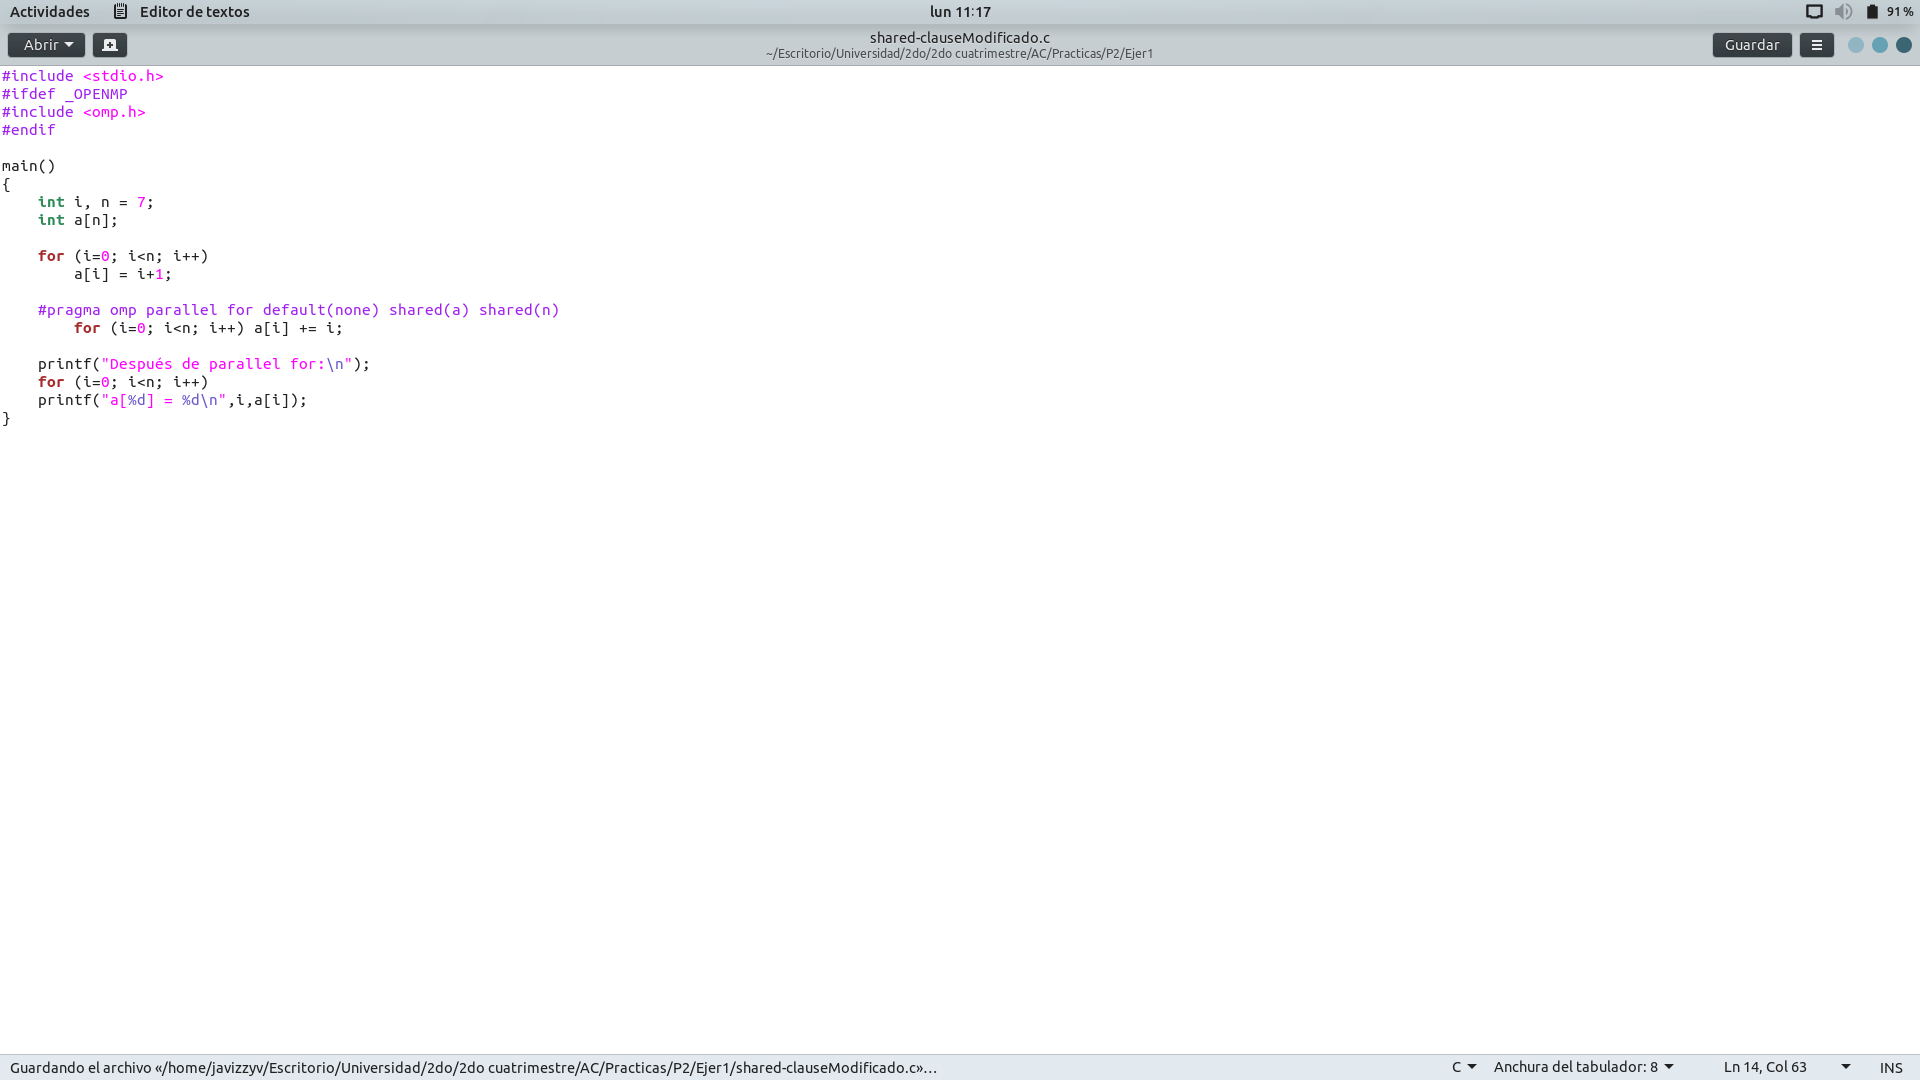 Actividades Editor de textos lun 11:17 91%
Abrir shared-clauseModificado.c Guardar
~/Escritorio/Universidad/2do/2do cuatrimestre/AC/Practicas/P2/Ejer1
#include <stdio.h>
#ifdef _OPENMP
#include <omp.h>
#endif

main()
{
    int i, n = 7;
    int a[n];

    for (i=0; i<n; i++)
        a[i] = i+1;

    #pragma omp parallel for default(none) shared(a) shared(n)
        for (i=0; i<n; i++) a[i] += i;

    printf("Después de parallel for:\n");
    for (i=0; i<n; i++)
    printf("a[%d] = %d\n",i,a[i]);
}
Guardando el archivo «/home/javizzyv/Escritorio/Universidad/2do/2do cuatrimestre/AC/Practicas/P2/Ejer1/shared-clauseModificado.c»… C Anchura del tabulador: 8 Ln 14, Col 63 INS